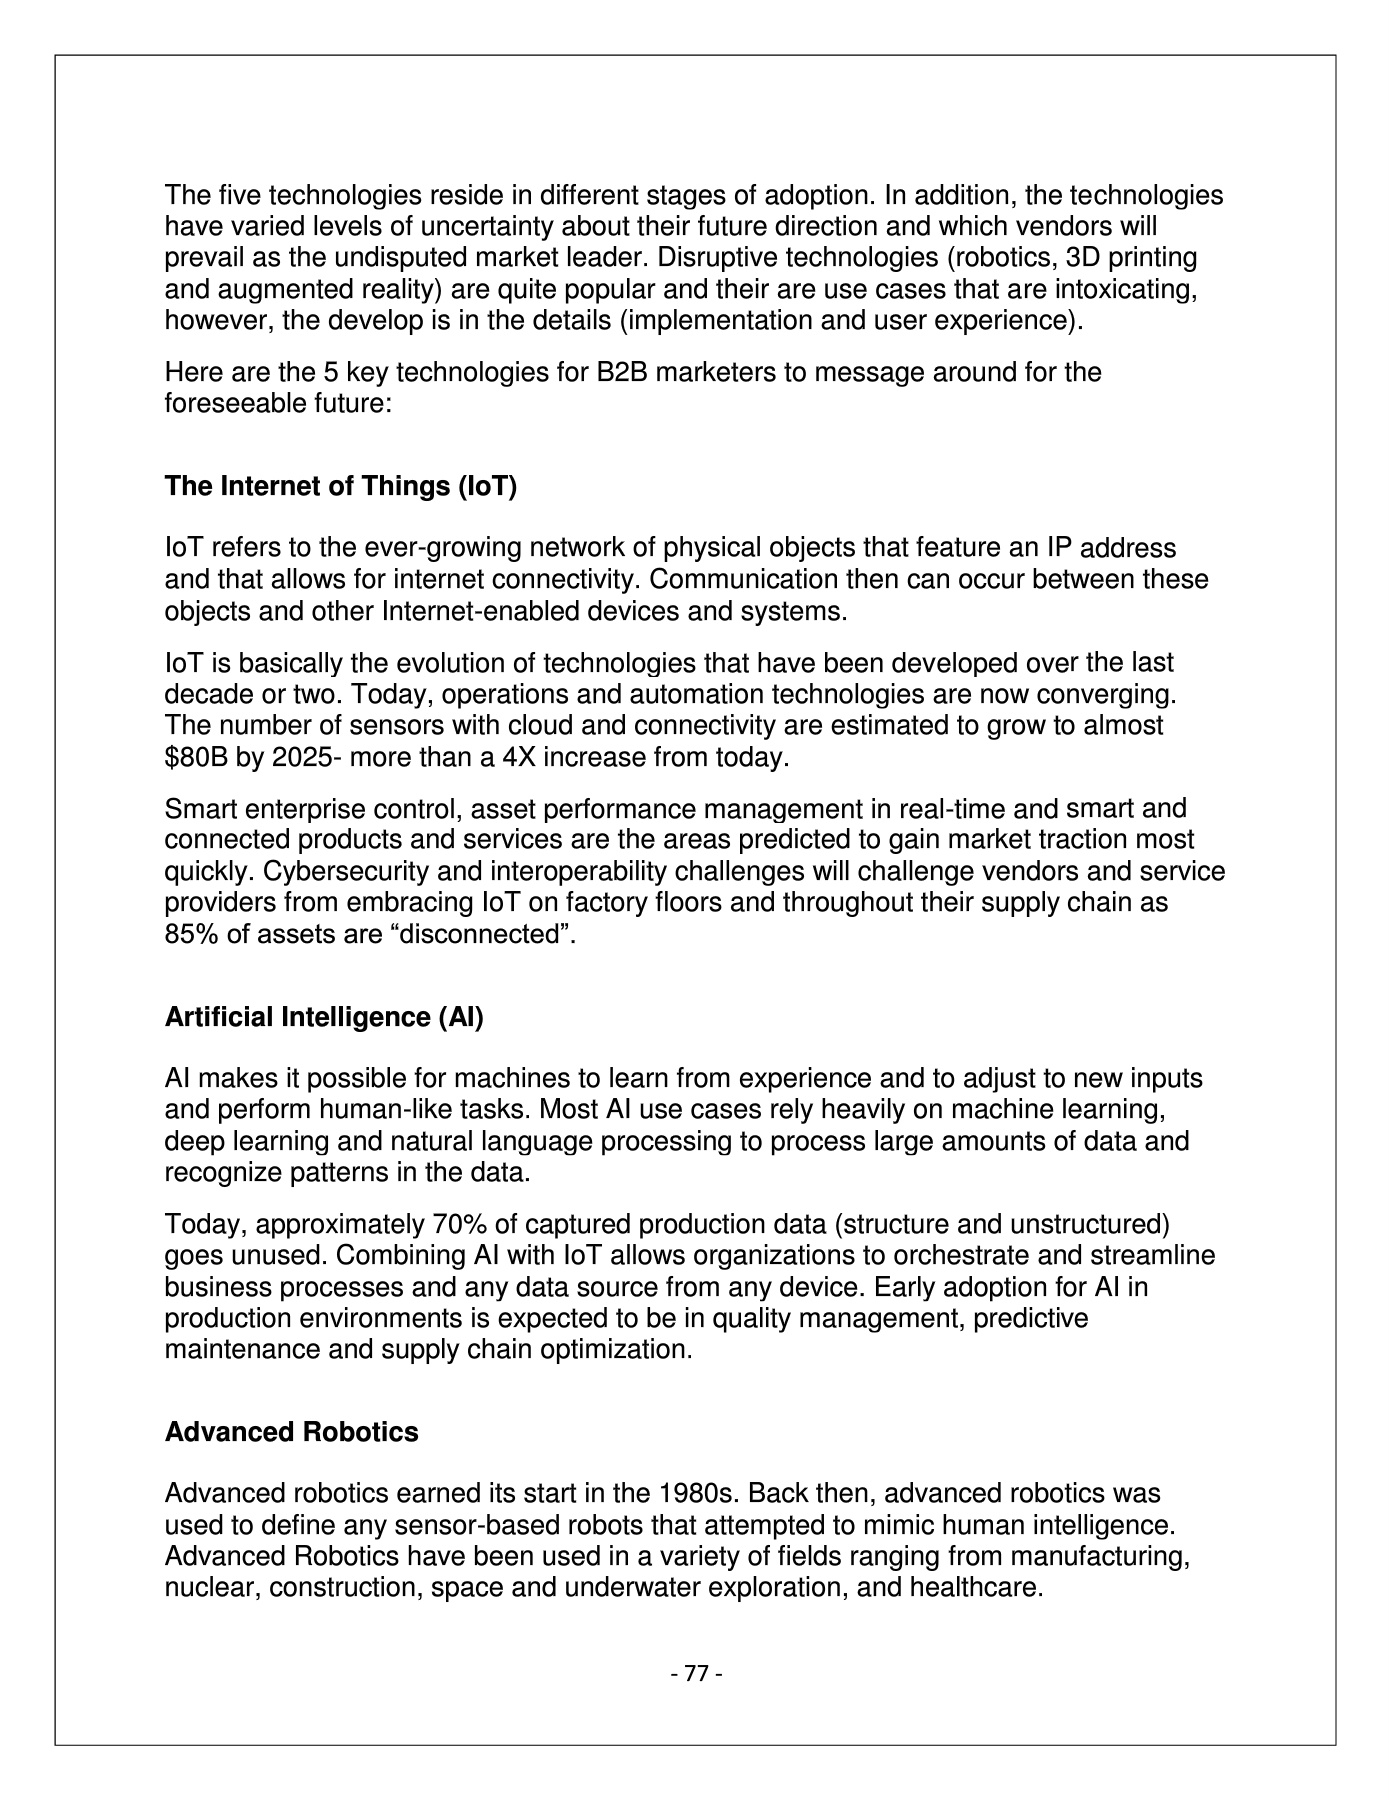 The five technologies reside in different stages of adoption. In addition, the technologies
have varied levels of uncertainty about their future direction and which vendors will
prevail as the undisputed market leader. Disruptive technologies (robotics, 3D printing
and augmented reality) are quite popular and their are use cases that are intoxicating,
however, the develop is in the details (implementation and user experience).
Here are the 5 key technologies for B2B marketers to message around for the
foreseeable future:
The Internet of Things (IoT)
IoT refers to the ever-growing network of physical objects that feature an IP address
and that allows for internet connectivity. Communication then can occur between these
objects and other Internet-enabled devices and systems.
IoT is basically the evolution of technologies that have been developed over the last
decade or two. Today, operations and automation technologies are now converging.
The number of sensors with cloud and connectivity are estimated to grow to almost
$80B by 2025- more than a 4X increase from today.
Smart enterprise control, asset performance management in real-time and smart and
connected products and services are the areas predicted to gain market traction most
quickly. Cybersecurity and interoperability challenges will challenge vendors and service
providers from embracing IoT on factory floors and throughout their supply chain as
85% of assets are “disconnected”.
Artificial Intelligence (AI)
AI makes it possible for machines to learn from experience and to adjust to new inputs
and perform human-like tasks. Most AI use cases rely heavily on machine learning,
deep learning and natural language processing to process large amounts of data and
recognize patterns in the data.
Today, approximately 70% of captured production data (structure and unstructured)
goes unused. Combining AI with IoT allows organizations to orchestrate and streamline
business processes and any data source from any device. Early adoption for AI in
production environments is expected to be in quality management, predictive
maintenance and supply chain optimization.
Advanced Robotics
Advanced robotics earned its start in the 1980s. Back then, advanced robotics was
used to define any sensor-based robots that attempted to mimic human intelligence.
Advanced Robotics have been used in a variety of fields ranging from manufacturing,
nuclear, construction, space and underwater exploration, and healthcare.
- 77 -